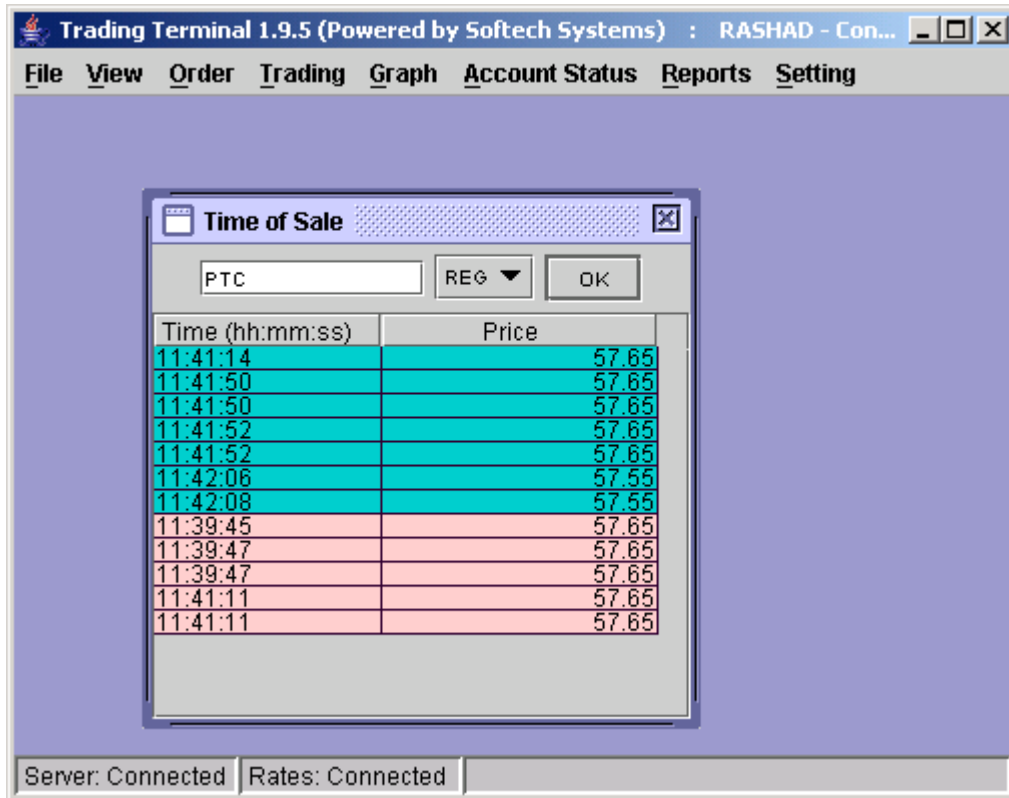 Trading Terminal 1.9.5 (Powered by Softech Systems) : RASHAD - Con...
File View Order Trading Graph Account Status Reports Setting
Time of Sale
PTC REG OK
Time (hh:mm:ss) Price
11:41:14 57.65
11:41:50 57.65
11:41:50 57.65
11:41:52 57.65
11:41:52 57.65
11:42:06 57.55
11:42:08 57.55
11:39:45 57.65
11:39:47 57.65
11:39:47 57.65
11:41:11 57.65
11:41:11 57.65
Server: Connected Rates: Connected